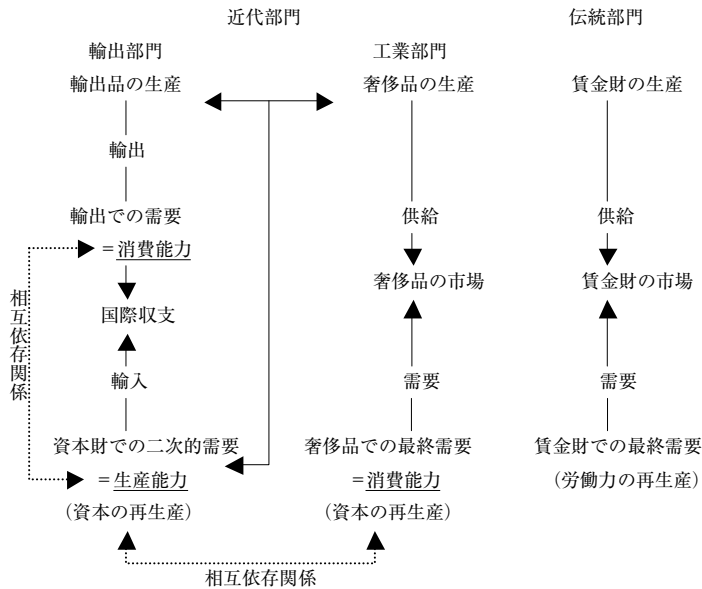 近代部門
伝統部門
輸出部門
工業部門
輸出品の生産
奢侈品の生産
賃金財の生産
輸出
輸出での需要
供給
供給
＝消費能力
奢侈品の市場
賃金財の市場
国際収支
相互依存関係
輸入
需要
需要
資本財での二次的需要
奢侈品での最終需要
賃金財での最終需要
＝生産能力
＝消費能力
（労働力の再生産）
（資本の再生産）
（資本の再生産）
相互依存関係